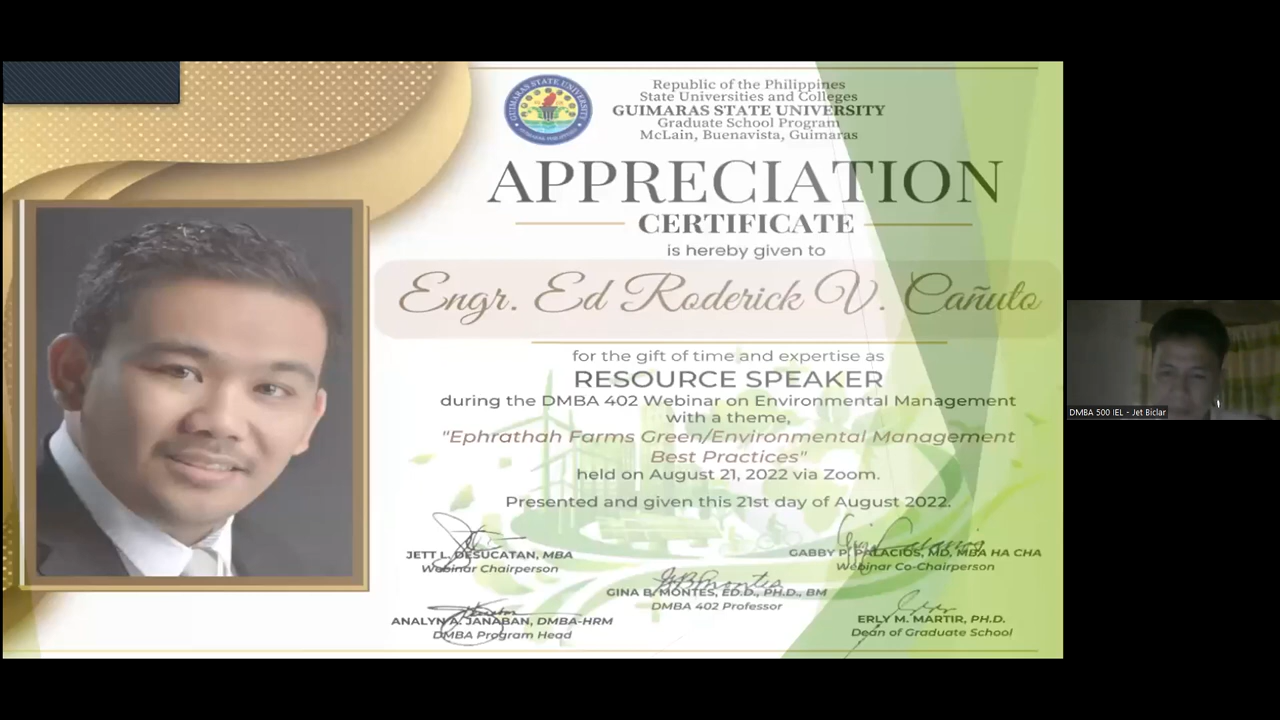 GUIMARAS STATE UNIVERSITY
Republic of the Philippines
State Universities and Colleges
GUIMARAS STATE UNIVERSITY
Graduate School Program
McLain, Buenavista, Guimaras
APPRECIATION
CERTIFICATE
is hereby given to
Engr. Ed Roderick V. Cañuto
for the gift of time and expertise as
RESOURCE SPEAKER
during the DMBA 402 Webinar on Environmental Management
with a theme,
"Ephrathah Farms Green/Environmental Management
Best Practices"
held on August 21, 2022 via Zoom.
Presented and given this 21st day of August 2022.
JETT L. DESUCATAN, MBA
Webinar Chairperson
GABBY P. PALACIOS, MD, MBA HA CHA
Webinar Co-Chairperson
GINA B. MONTES, ED.D., PH.D., BM
DMBA 402 Professor
ANALYN A. JANABAN, DMBA-HRM
DMBA Program Head
ERLY M. MARTIR, PH.D.
Dean of Graduate School
DMBA 500 IEL - Jet Biclar